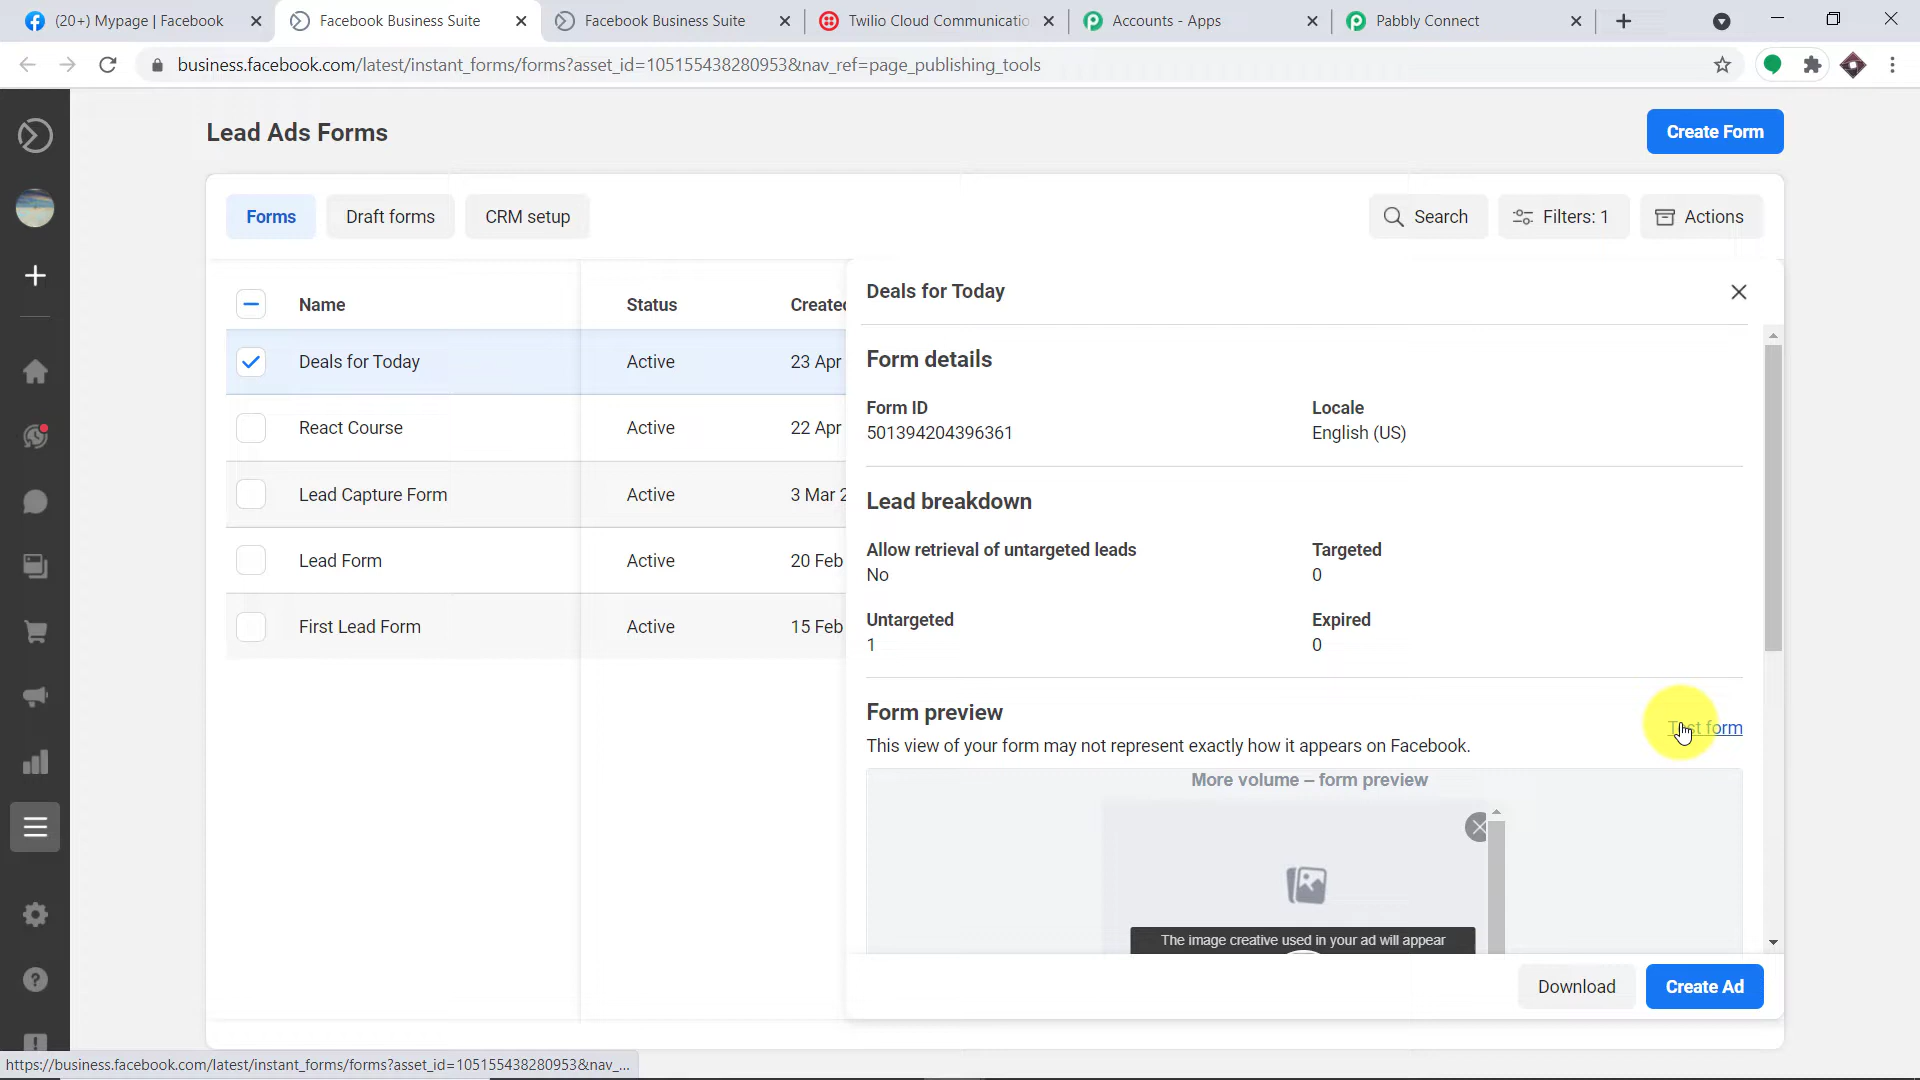 (20+) Mypage | Facebook
Facebook Business Suite
Facebook Business Suite
Twilio Cloud Communicatio
Accounts - Apps
Pabbly Connect
business.facebook.com/latest/instant_forms/forms?asset_id=105155438280953&nav_ref=page_publishing_tools
Lead Ads Forms
Create Form
Forms
Draft forms
CRM setup
Search
Filters: 1
Actions
Name
Status
Created
Deals for Today
Active
23 Apr
React Course
Active
22 Apr
Lead Capture Form
Active
3 Mar 2
Lead Form
Active
20 Feb
First Lead Form
Active
15 Feb
Deals for Today
Form details
Form ID
501394204396361
Locale
English (US)
Lead breakdown
Allow retrieval of untargeted leads
No
Targeted
0
Untargeted
1
Expired
0
Form preview
Test form
This view of your form may not represent exactly how it appears on Facebook.
More volume – form preview
The image creative used in your ad will appear
Download
Create Ad
https://business.facebook.com/latest/instant_forms/forms?asset_id=105155438280953&nav_...